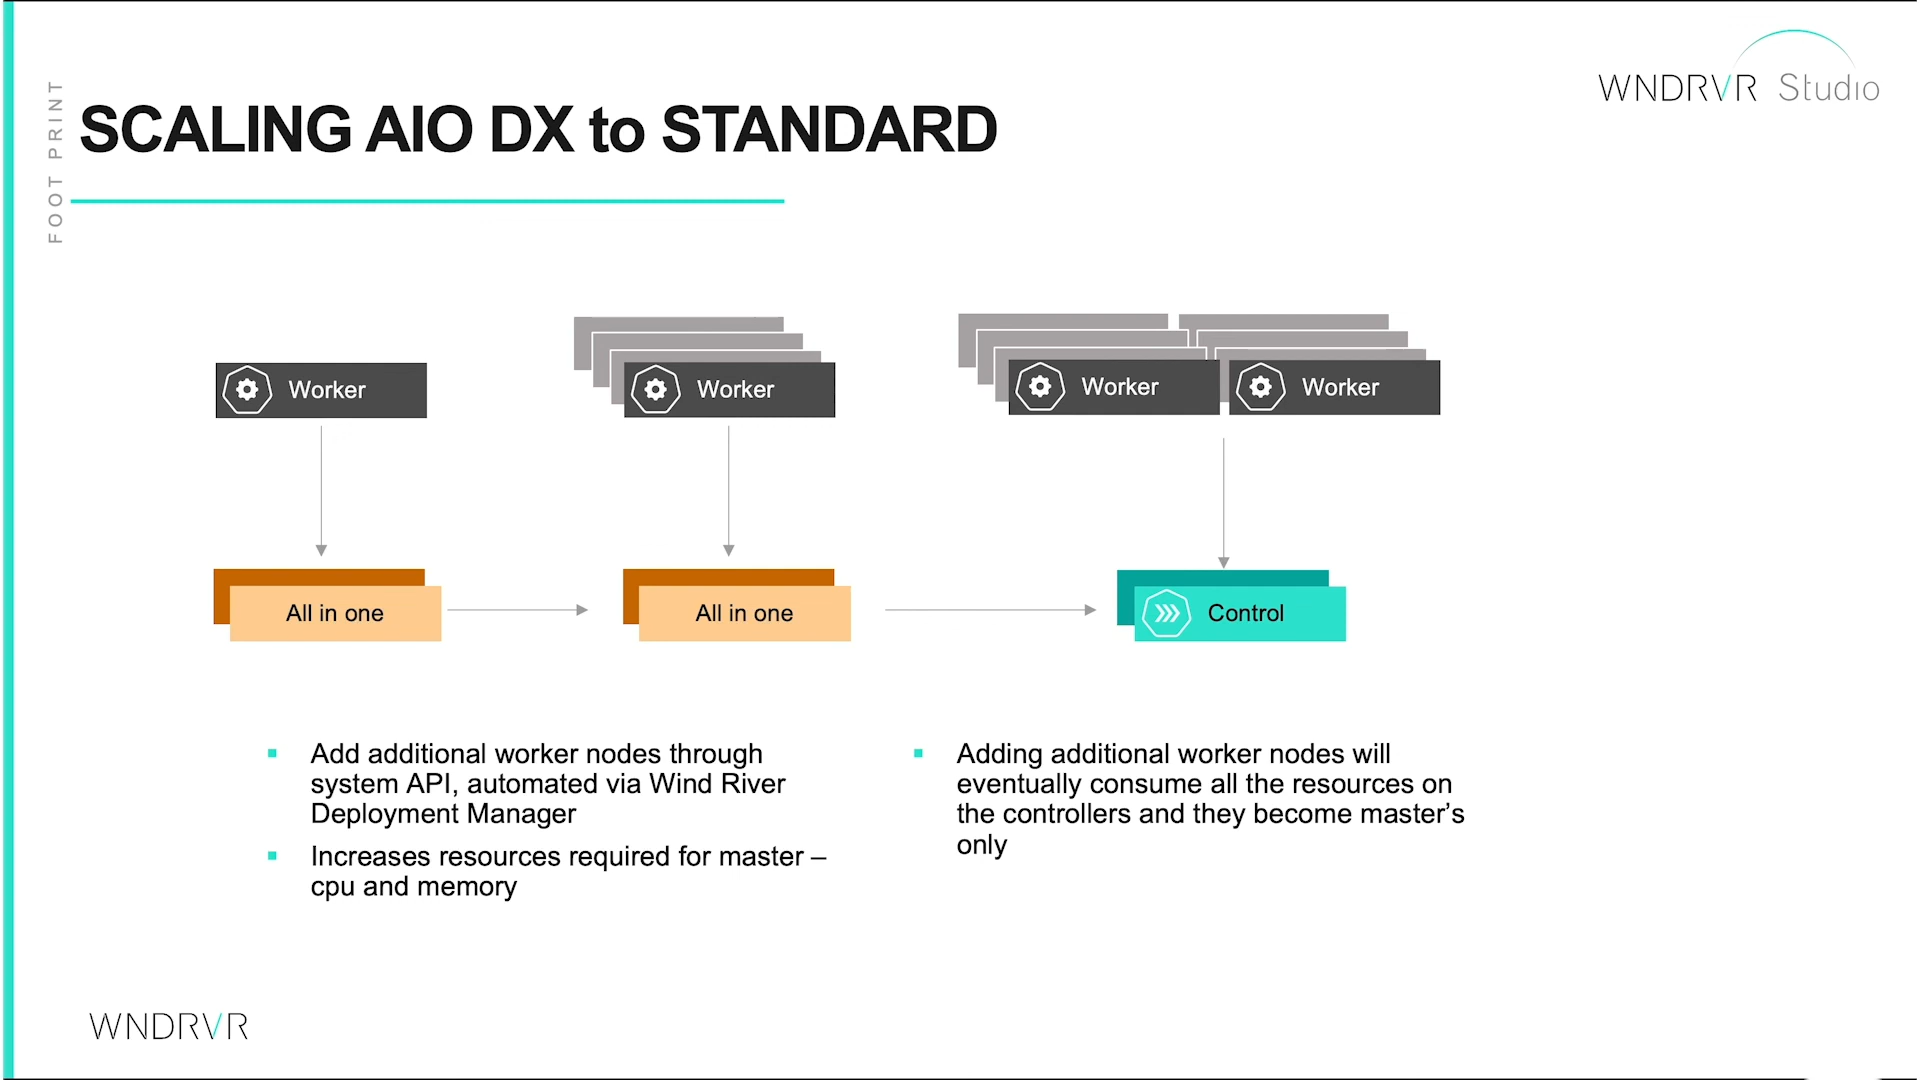 WNDRVR Studio
FOOT PRINT
SCALING AIO DX to STANDARD
Worker
Worker
Worker
Worker
All in one
All in one
Control
Add additional worker nodes through
system API, automated via Wind River
Deployment Manager
Increases resources required for master –
cpu and memory
Adding additional worker nodes will
eventually consume all the resources on
the controllers and they become master’s
only
WNDRVR